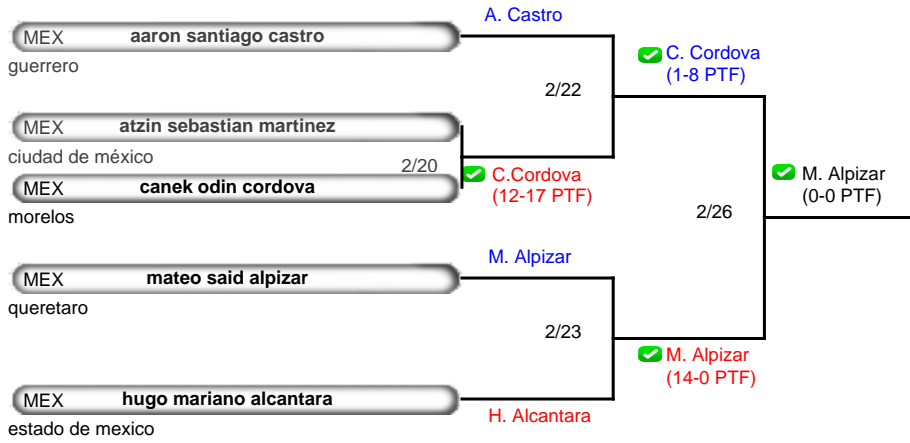 A. Castro
MEX aaron santiago castro
guerrero
C. Cordova
(1-8 PTF)
2/22
MEX atzin sebastian martinez
ciudad de méxico
2/20
MEX canek odin cordova
morelos
C.Cordova
(12-17 PTF)
M. Alpizar
(0-0 PTF)
2/26
M. Alpizar
MEX mateo said alpizar
queretaro
2/23
M. Alpizar
(14-0 PTF)
MEX hugo mariano alcantara
estado de mexico
H. Alcantara